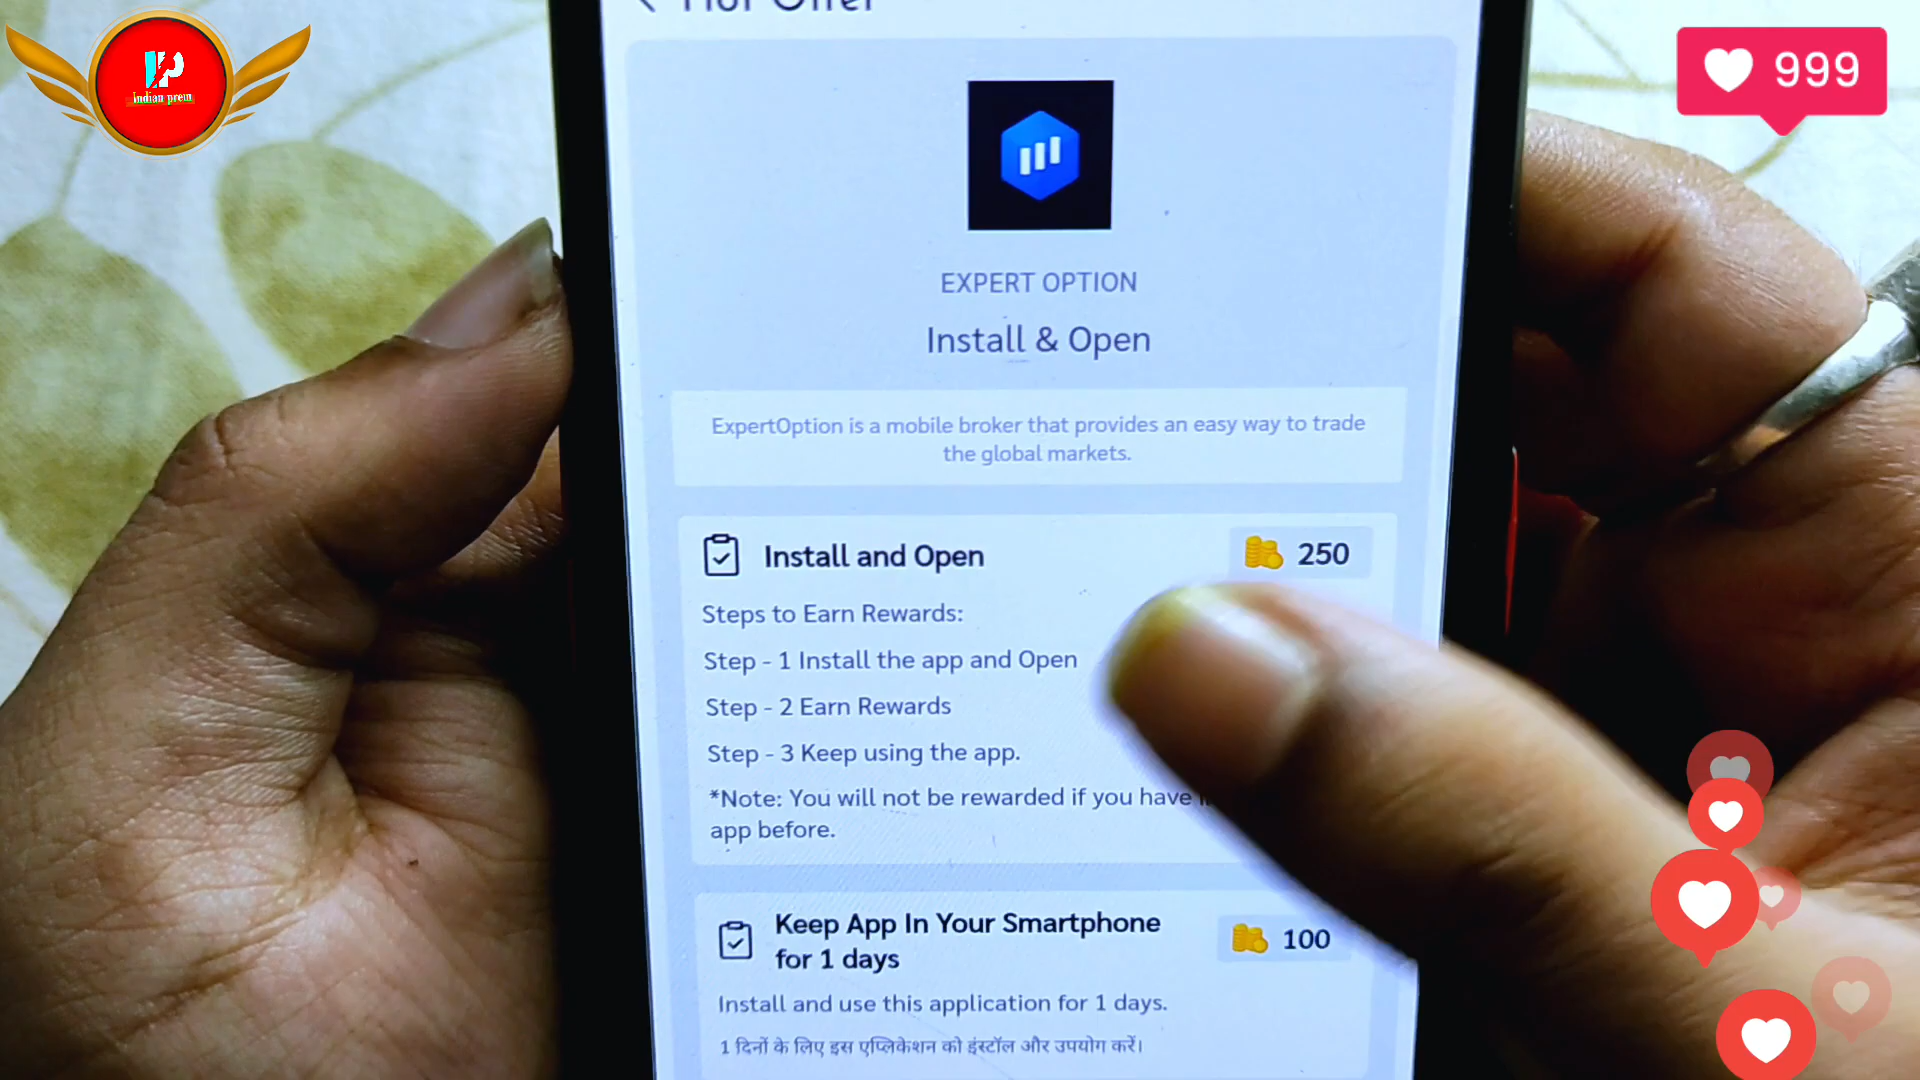 Hot Offer
IP
Indian prem
999
EXPERT OPTION
Install & Open
ExpertOption is a mobile broker that provides an easy way to trade
the global markets.
Install and Open
250
Steps to Earn Rewards:
Step - 1 Install the app and Open
Step - 2 Earn Rewards
Step - 3 Keep using the app.
*Note: You will not be rewarded if you have
app before.
Keep App In Your Smartphone
for 1 days
100
Install and use this application for 1 days.
1 दिनों के लिए इस एप्लिकेशन को इंस्टॉल और उपयोग करें।